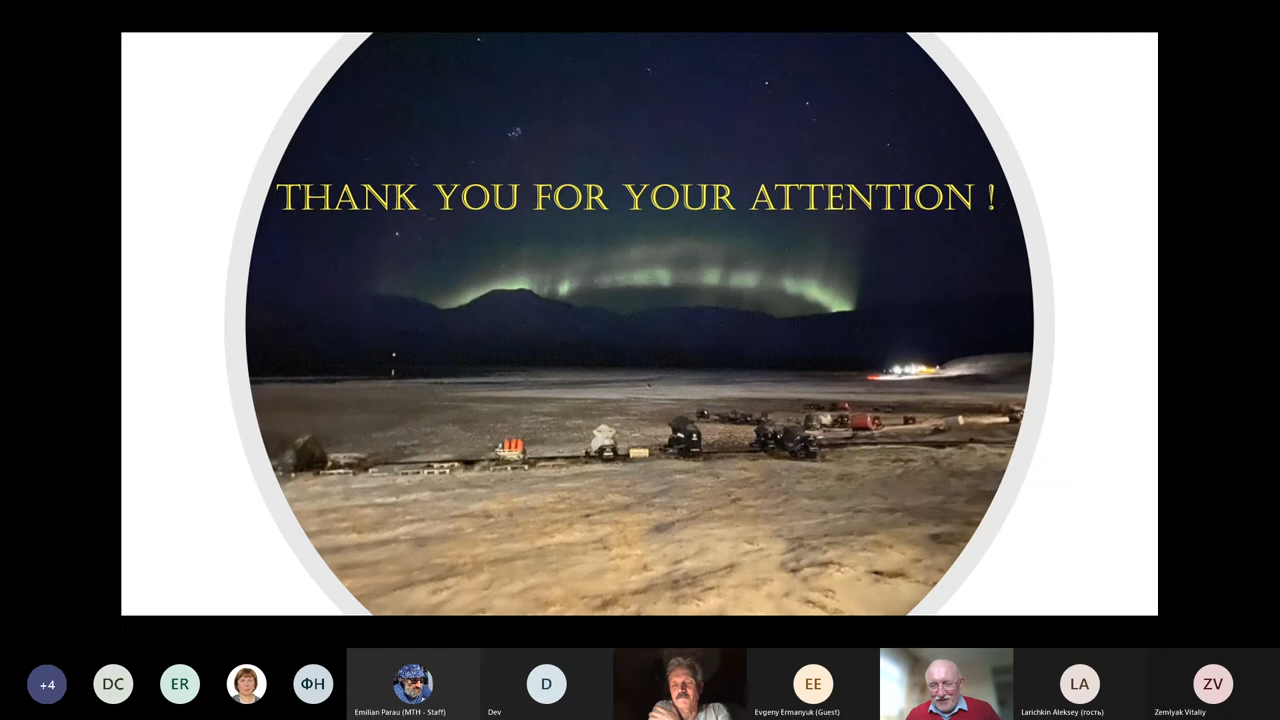 THANK YOU FOR YOUR ATTENTION !
+4
DC
ER
ФН
Emilian Parau (MTH - Staff)
D
Dev
EE
Evgeny Ermanyuk (Guest)
LA
Larichkin Aleksey (гость)
ZV
Zemlyak Vitaliy